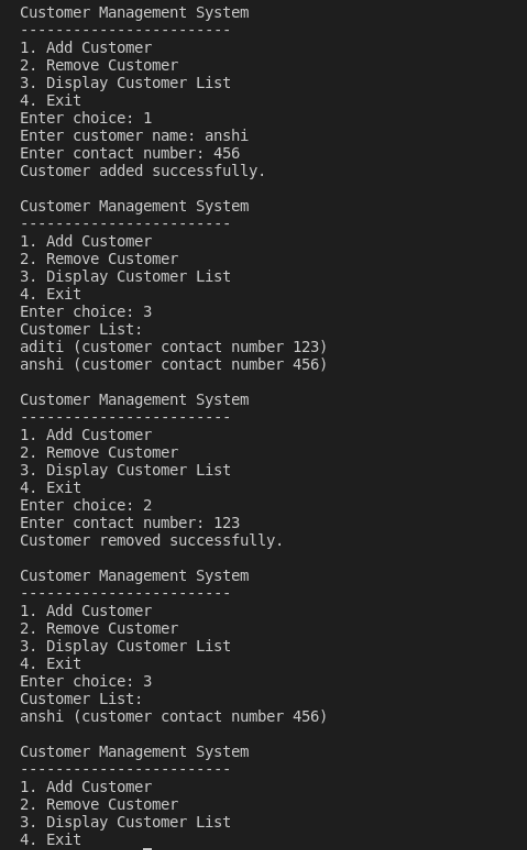 Customer Management System
------------------------
1. Add Customer
2. Remove Customer
3. Display Customer List
4. Exit
Enter choice: 1
Enter customer name: anshi
Enter contact number: 456
Customer added successfully.

Customer Management System
------------------------
1. Add Customer
2. Remove Customer
3. Display Customer List
4. Exit
Enter choice: 3
Customer List:
aditi (customer contact number 123)
anshi (customer contact number 456)

Customer Management System
------------------------
1. Add Customer
2. Remove Customer
3. Display Customer List
4. Exit
Enter choice: 2
Enter contact number: 123
Customer removed successfully.

Customer Management System
------------------------
1. Add Customer
2. Remove Customer
3. Display Customer List
4. Exit
Enter choice: 3
Customer List:
anshi (customer contact number 456)

Customer Management System
------------------------
1. Add Customer
2. Remove Customer
3. Display Customer List
4. Exit